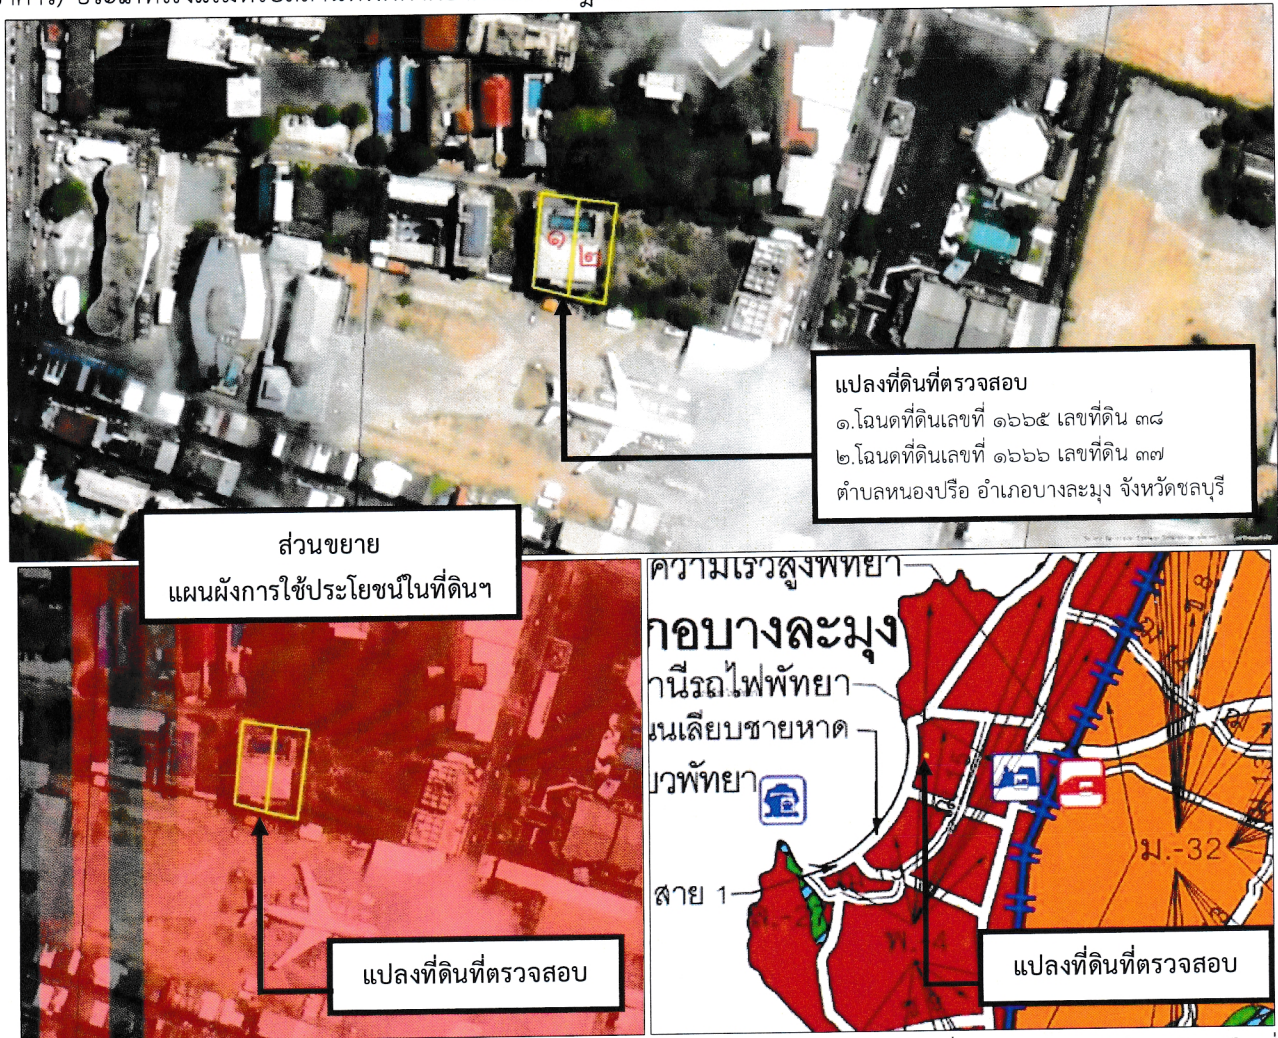 ๑
๒
แปลงที่ดินที่ตรวจสอบ
๑.โฉนดที่ดินเลขที่ ๑๖๖๕ เลขที่ดิน ๓๘
๒.โฉนดที่ดินเลขที่ ๑๖๖๖ เลขที่ดิน ๓๗
ตำบลหนองปรือ อำเภอบางละมุง จังหวัดชลบุรี
ส่วนขยาย
แผนผังการใช้ประโยชน์ในที่ดินฯ
แปลงที่ดินที่ตรวจสอบ
ความเร็วสูงพัทยา
กอบางละมุง
านีรถไฟพัทยา
นนเลียบชายหาด
ยวพัทยา
สาย 1
ม.-32
แปลงที่ดินที่ตรวจสอบ